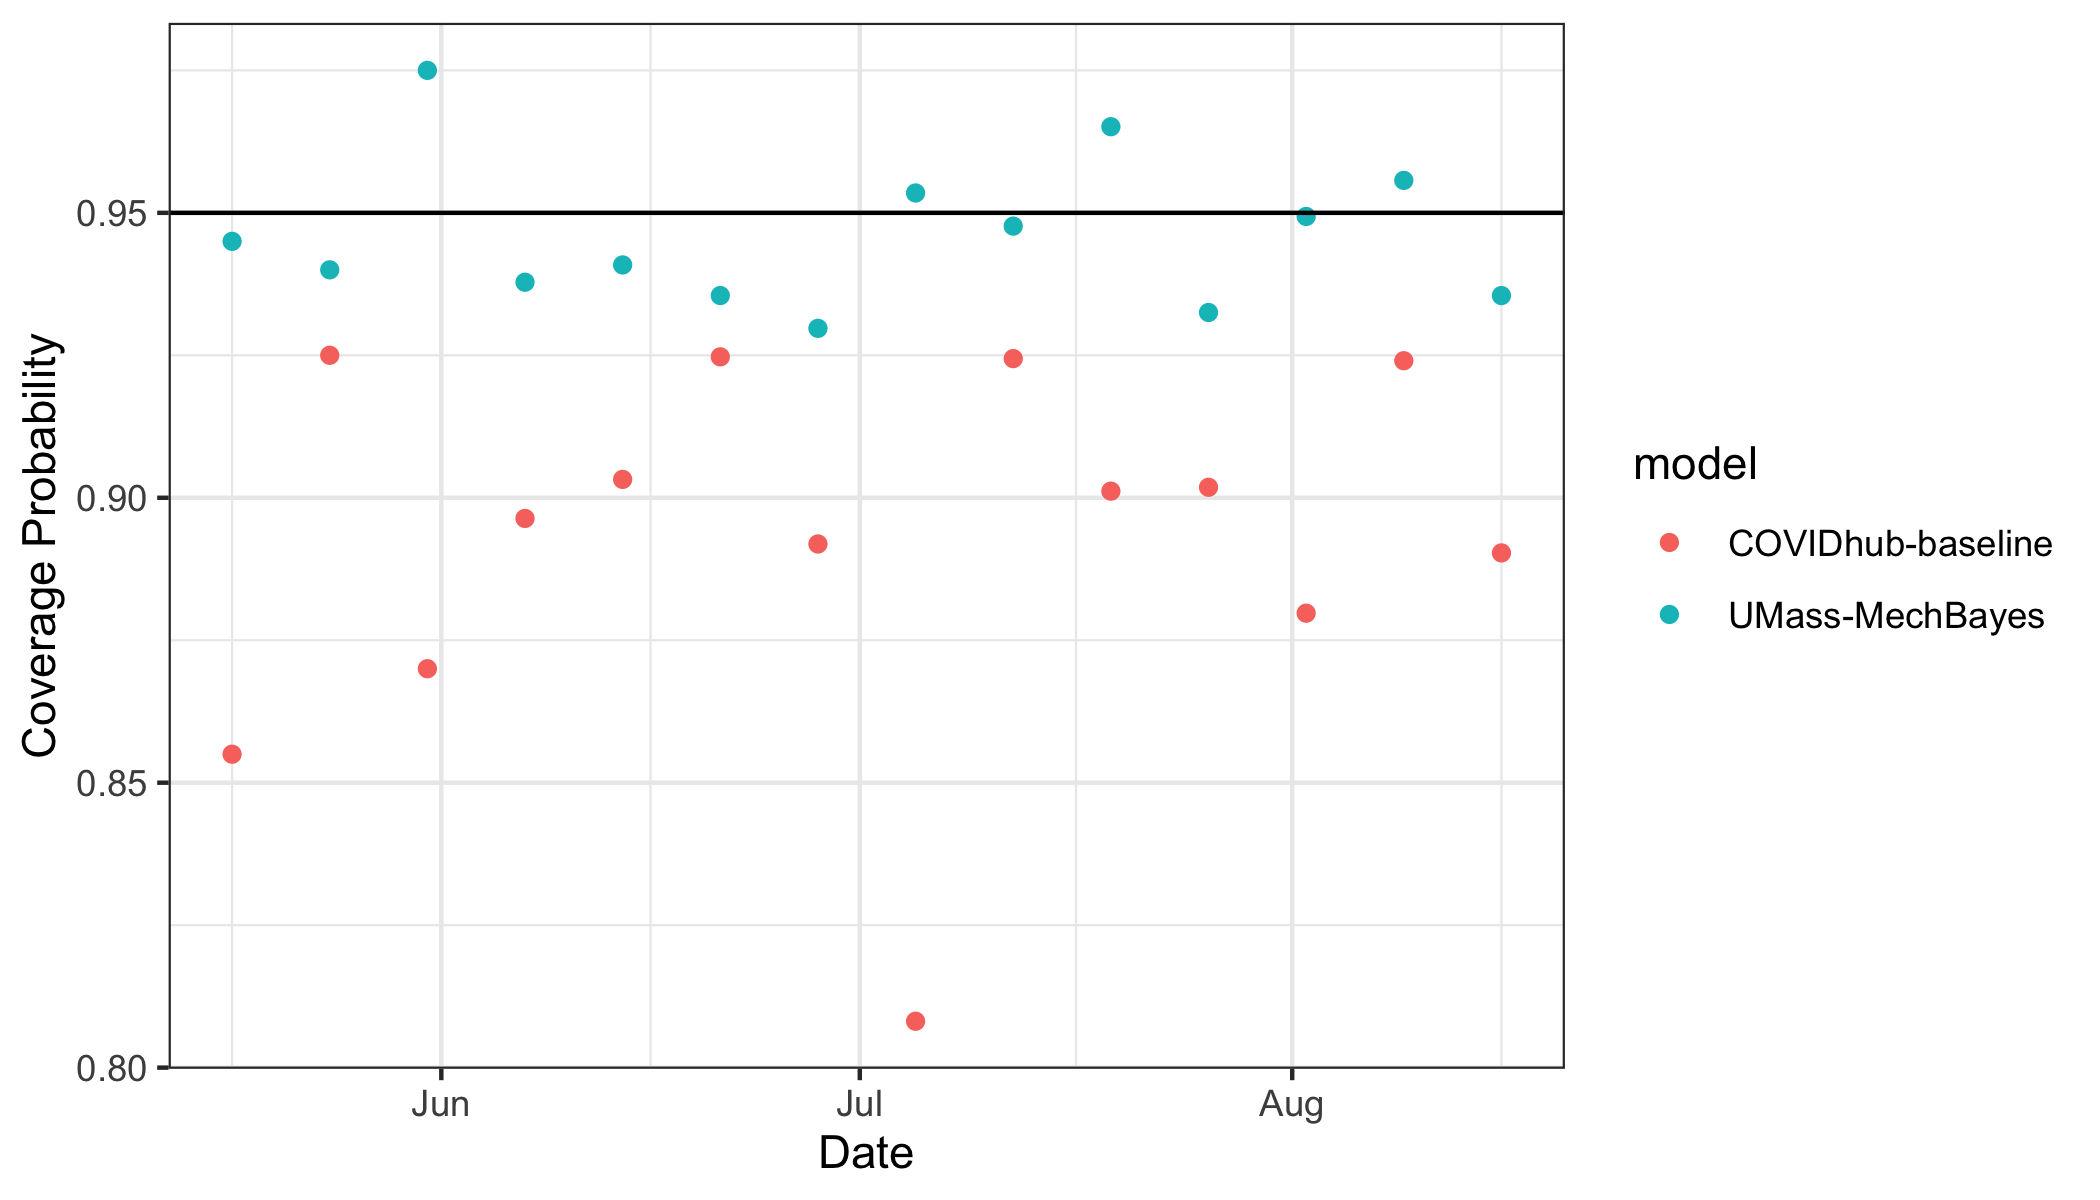 Coverage Probability
0.95
0.90
0.85
0.80
Jun
Jul
Aug
Date
model
COVIDhub-baseline
UMass-MechBayes